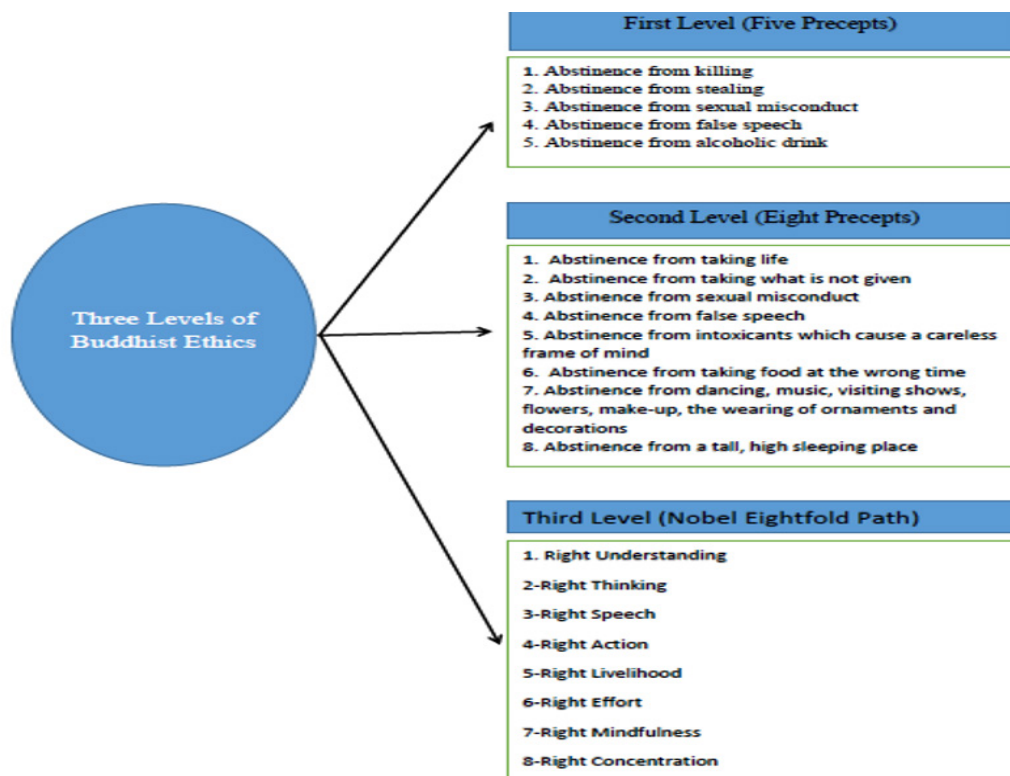 Three Levels of
Buddhist Ethics
First Level (Five Precepts)
1. Abstinence from killing
2. Abstinence from stealing
3. Abstinence from sexual misconduct
4. Abstinence from false speech
5. Abstinence from alcoholic drink
Second Level (Eight Precepts)
1. Abstinence from taking life
2. Abstinence from taking what is not given
3. Abstinence from sexual misconduct
4. Abstinence from false speech
5. Abstinence from intoxicants which cause a careless
frame of mind
6. Abstinence from taking food at the wrong time
7. Abstinence from dancing, music, visiting shows,
flowers, make-up, the wearing of ornaments and
decorations
8. Abstinence from a tall, high sleeping place
Third Level (Nobel Eightfold Path)
1. Right Understanding
2-Right Thinking
3-Right Speech
4-Right Action
5-Right Livelihood
6-Right Effort
7-Right Mindfulness
8-Right Concentration